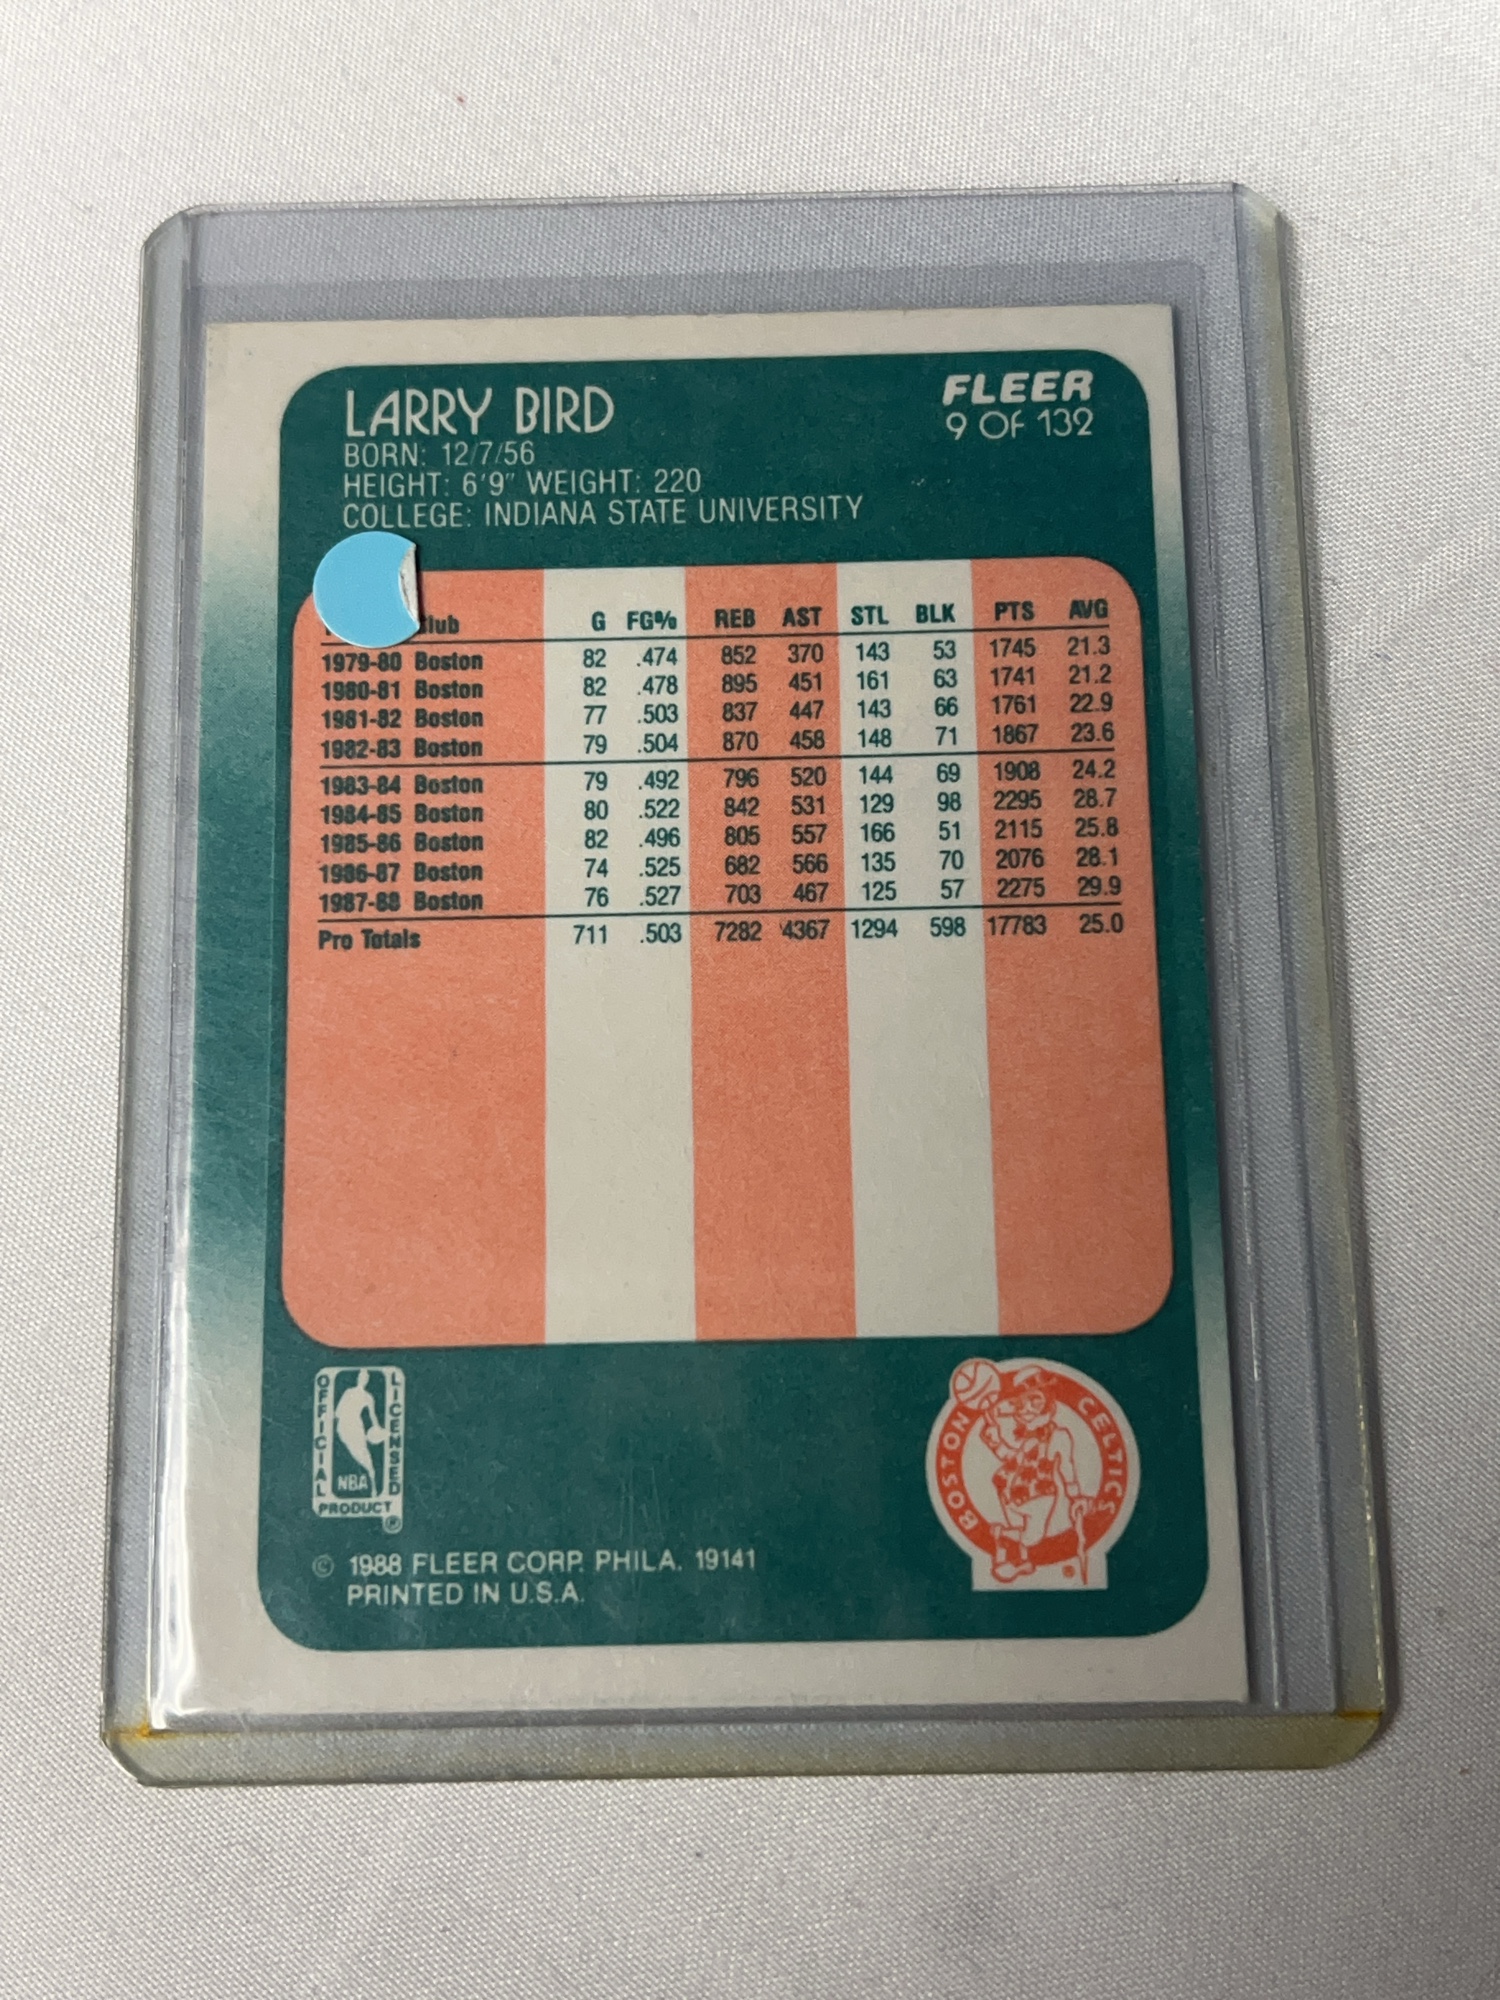 LARRY BIRD
FLEER
9 OF 132
BORN: 12/7/56
HEIGHT: 6'9" WEIGHT: 220
COLLEGE: INDIANA STATE UNIVERSITY
G FG% REB AST STL BLK PTS AVG
1979-80 Boston 82 .474 852 370 143 53 1745 21.3
1980-81 Boston 82 .478 895 451 161 63 1741 21.2
1981-82 Boston 77 .503 837 447 143 66 1761 22.9
1982-83 Boston 79 .504 870 458 148 71 1867 23.6
1983-84 Boston 79 .492 796 520 144 69 1908 24.2
1984-85 Boston 80 .522 842 531 129 98 2295 28.7
1985-86 Boston 82 .496 805 557 166 51 2115 25.8
1986-87 Boston 74 .525 682 566 135 70 2076 28.1
1987-88 Boston 76 .527 703 467 125 57 2275 29.9
Pro Totals 711 .503 7282 4367 1294 598 17783 25.0
OFFICIAL LICENSED
NBA
PRODUCT
®
BOSTON CELTICS
®
© 1988 FLEER CORP. PHILA. 19141
PRINTED IN U.S.A.